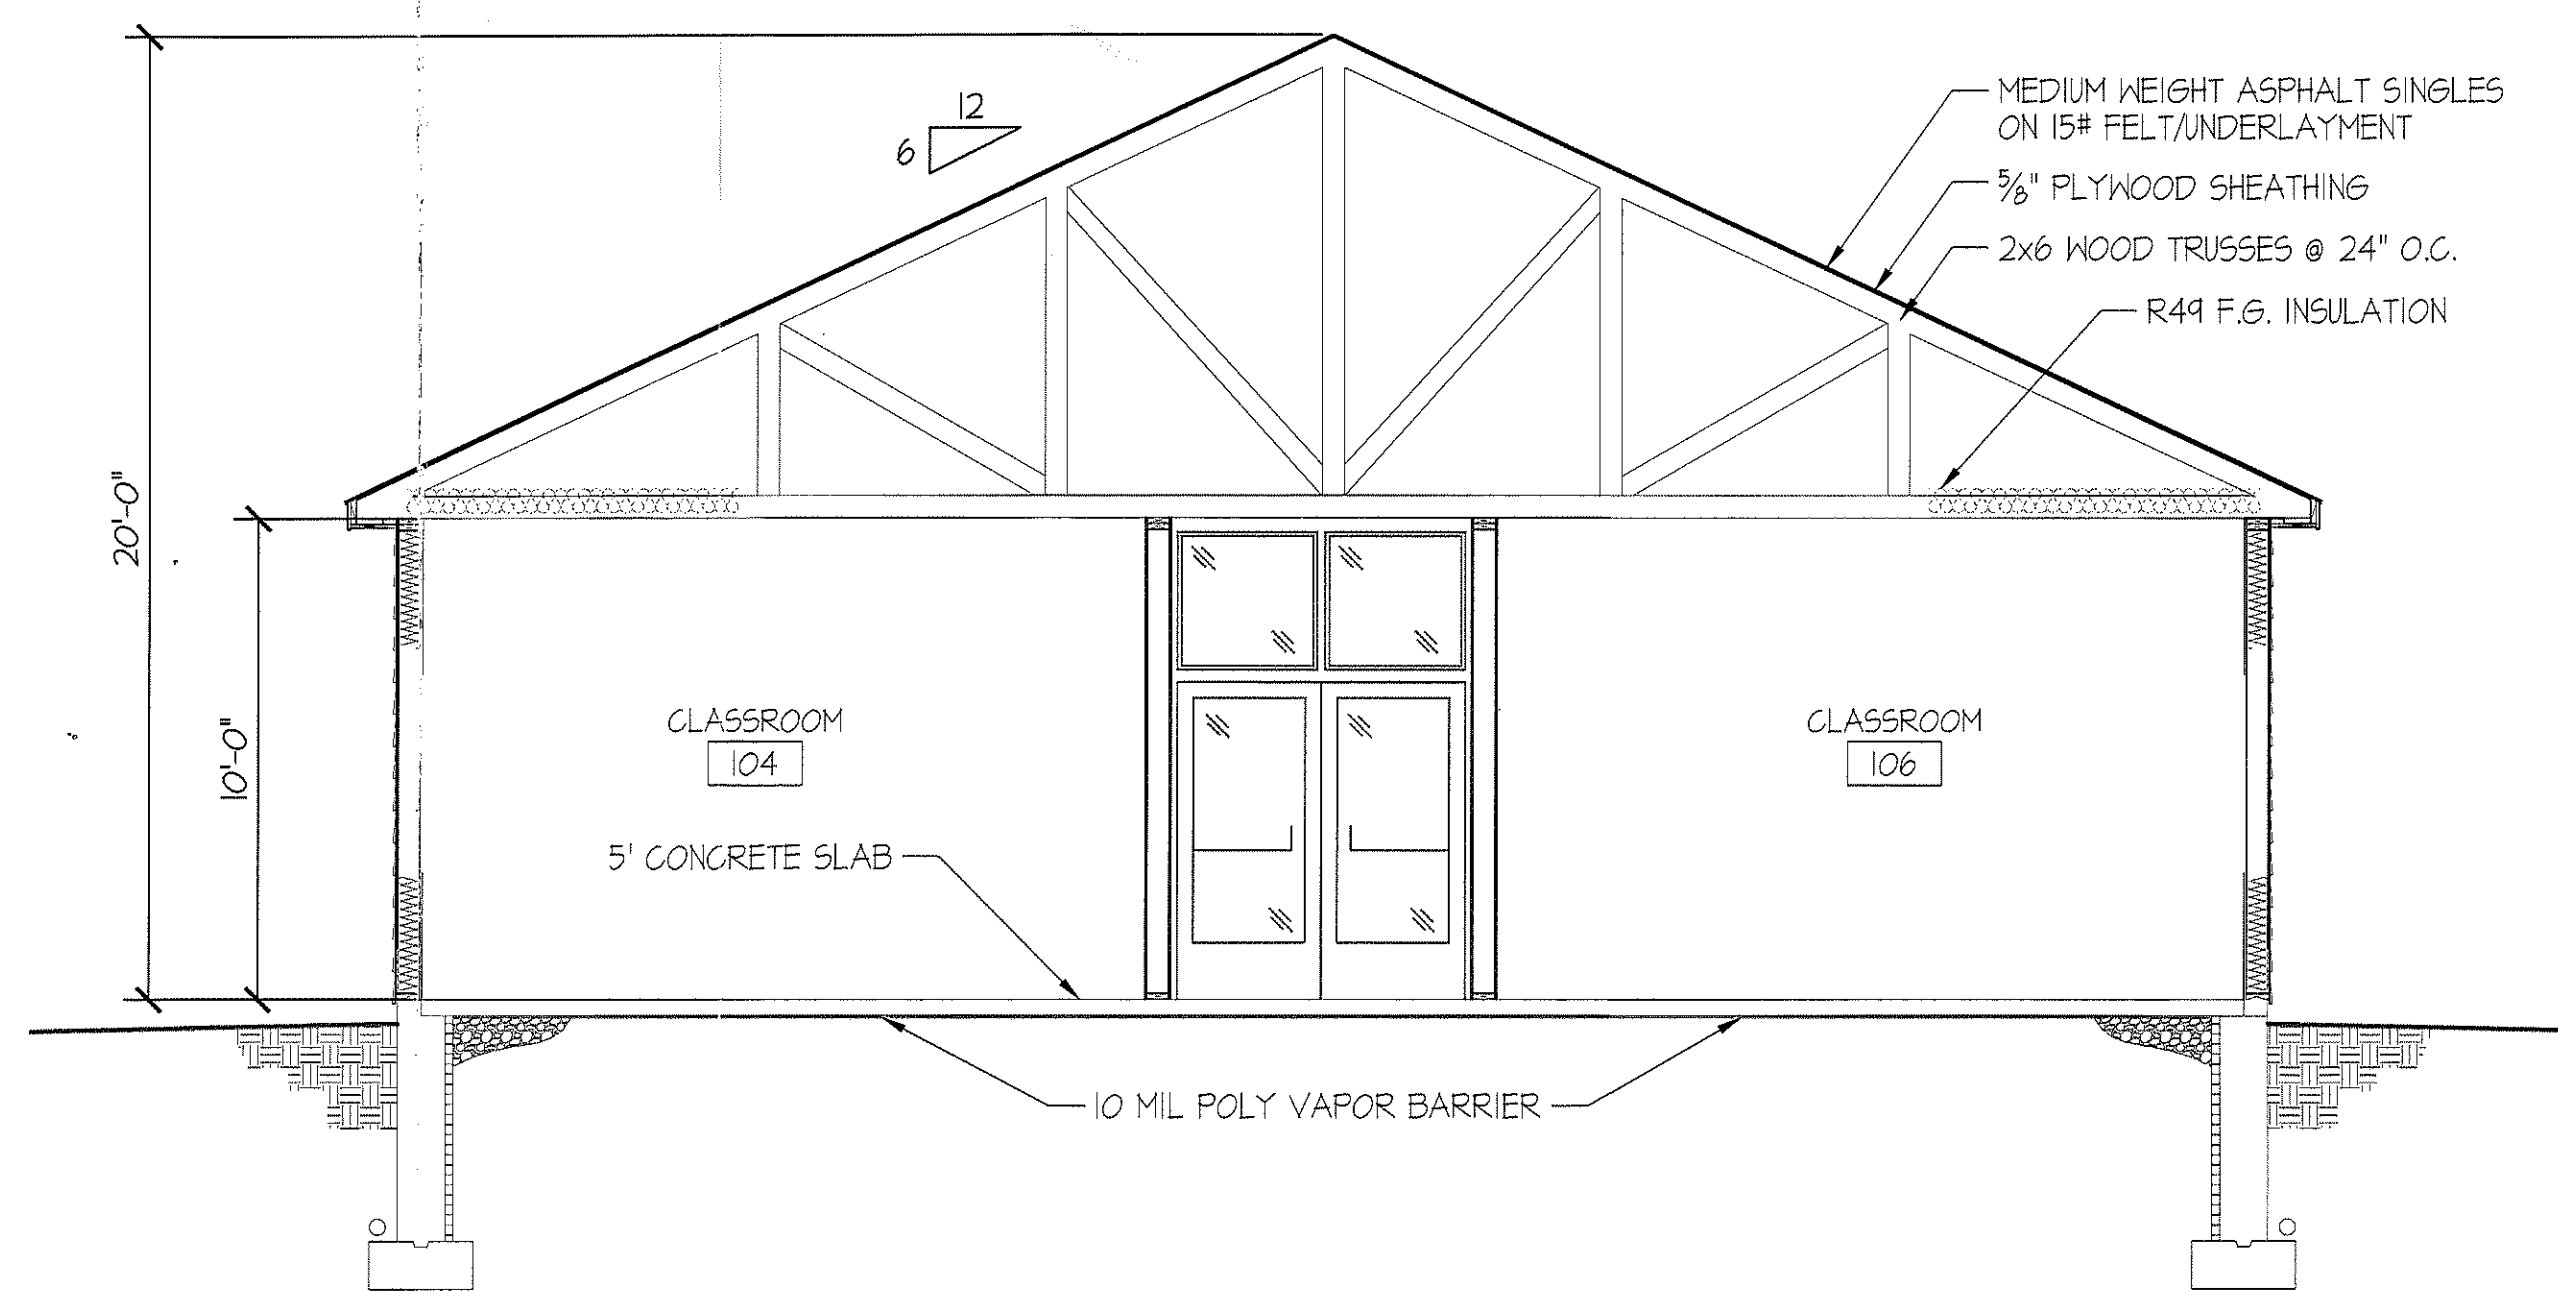 12
6
MEDIUM WEIGHT ASPHALT SINGLES
ON 15# FELT/UNDERLAYMENT
5/8" PLYWOOD SHEATHING
2x6 WOOD TRUSSES @ 24" O.C.
R49 F.G. INSULATION
20'-0"
10'-0"
CLASSROOM
104
CLASSROOM
106
5' CONCRETE SLAB
10 MIL POLY VAPOR BARRIER